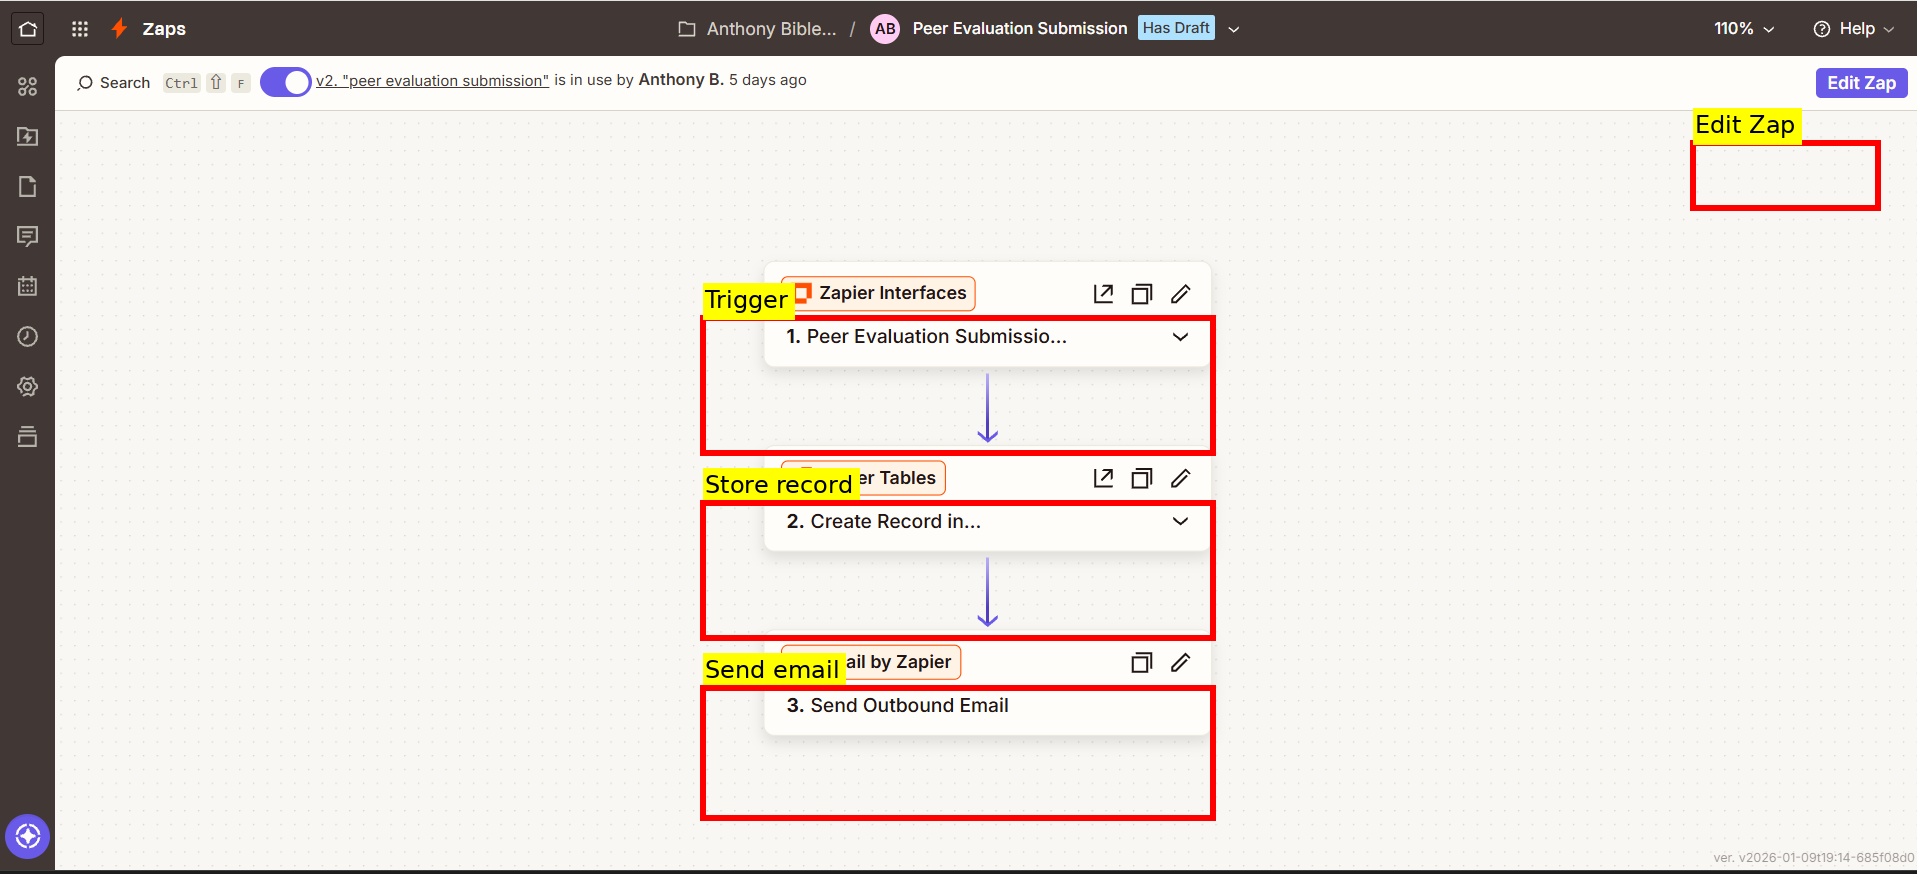 Zaps
Anthony Bible... / AB Peer Evaluation Submission Has Draft
110%
Help
Search Ctrl ⇧ F
v2. "peer evaluation submission" is in use by Anthony B. 5 days ago
Edit Zap
Edit Zap
Trigger
Zapier Interfaces
1. Peer Evaluation Submissio...
Store record
er Tables
2. Create Record in...
Send email
ail by Zapier
3. Send Outbound Email
ver. v2026-01-09t19:14-685f08d0